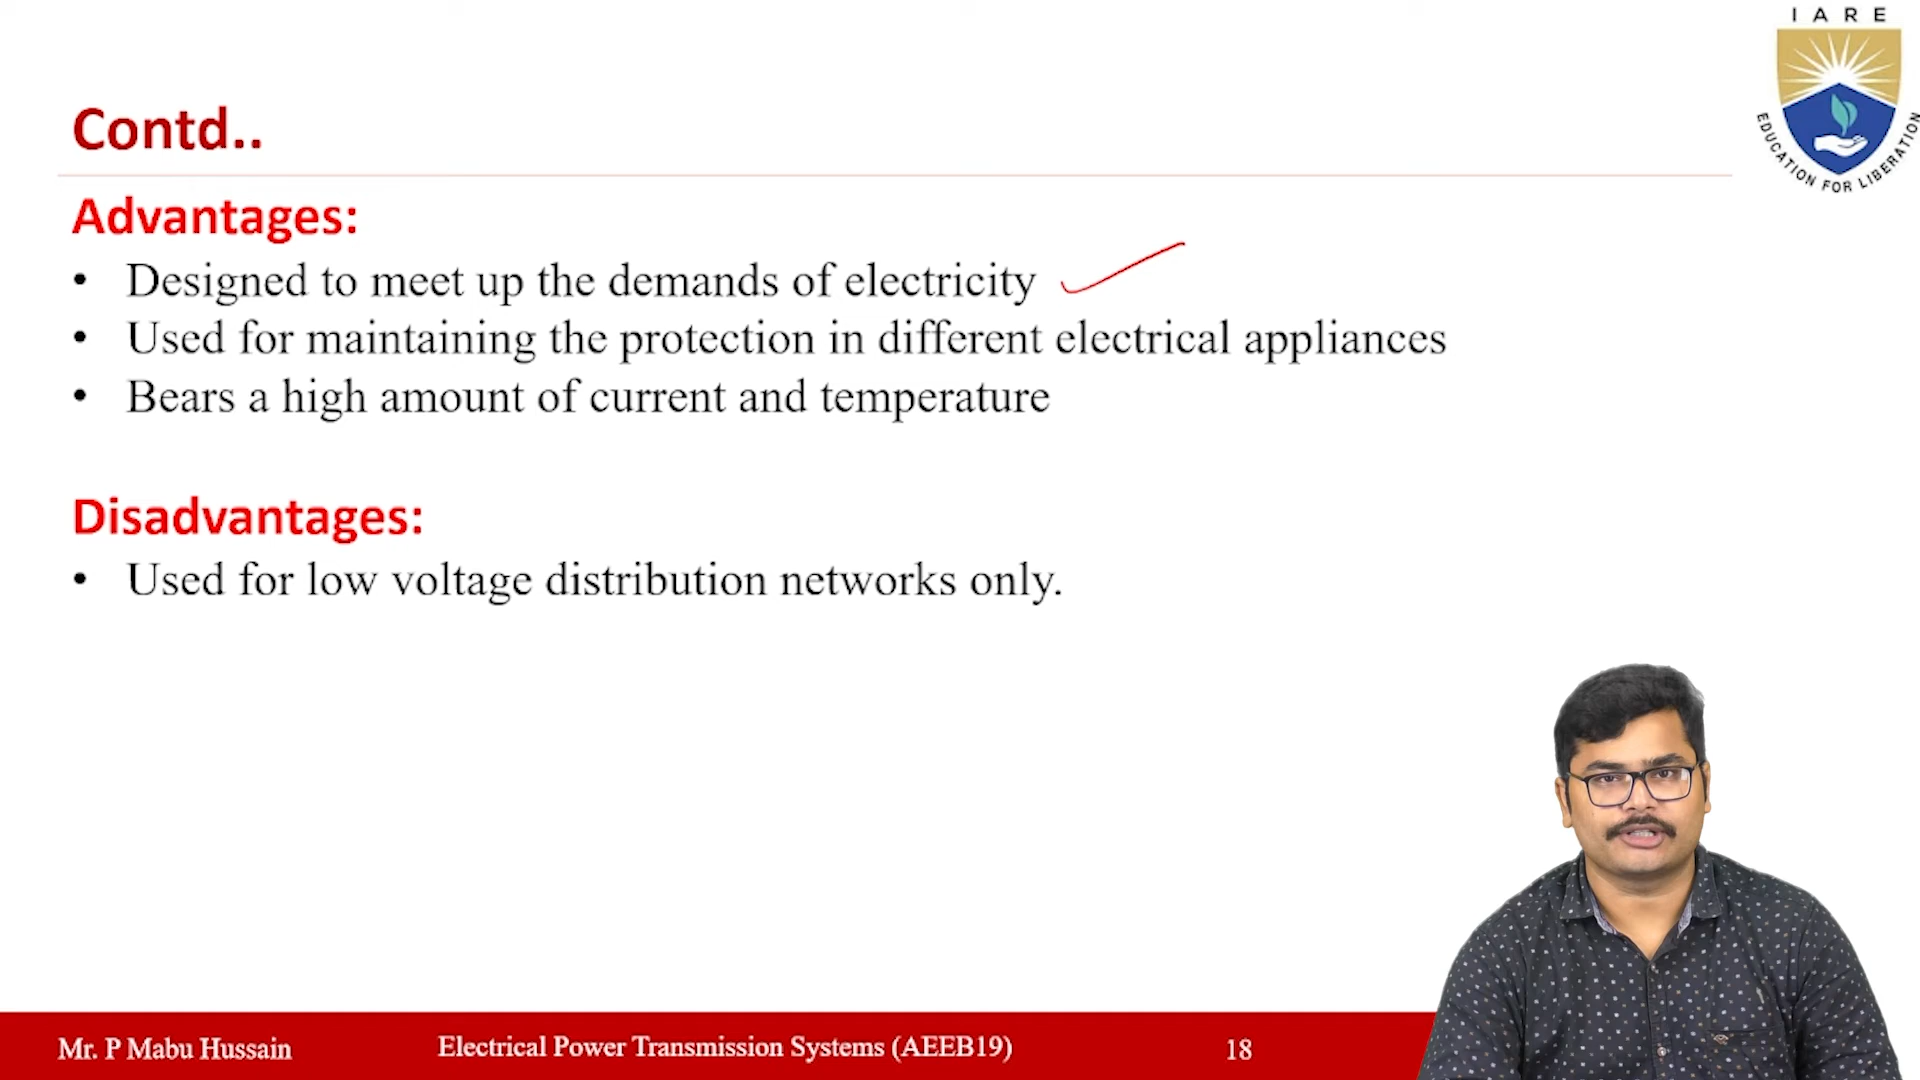 IARE
EDUCATION FOR LIBERATION
Contd..
Advantages:
• Designed to meet up the demands of electricity
• Used for maintaining the protection in different electrical appliances
• Bears a high amount of current and temperature
Disadvantages:
• Used for low voltage distribution networks only.
Mr. P Mabu Hussain
Electrical Power Transmission Systems (AEEB19)
18